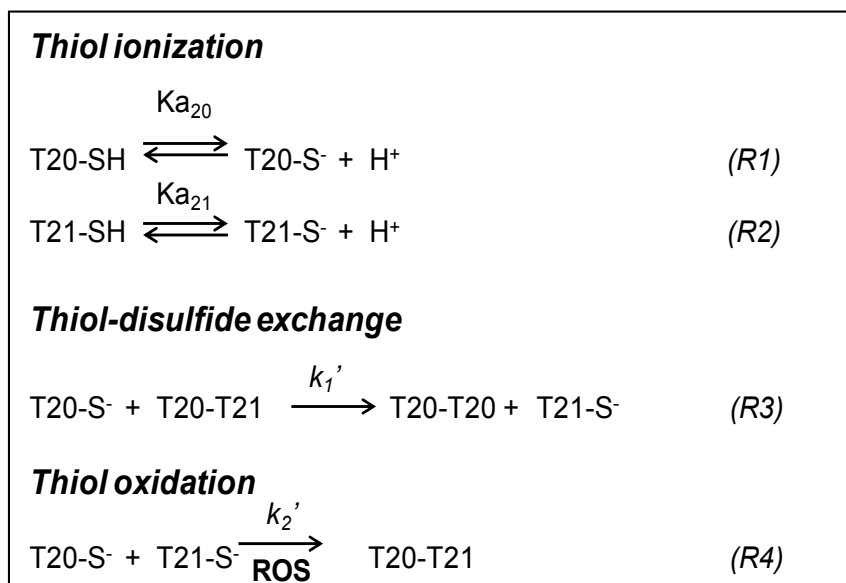 Thiol ionization
Ka₂₀
T20-SH ⇌ T20-S⁻ + H⁺ (R1)
Ka₂₁
T21-SH ⇌ T21-S⁻ + H⁺ (R2)
Thiol-disulfide exchange
k₁’
T20-S⁻ + T20-T21 → T20-T20 + T21-S⁻ (R3)
Thiol oxidation
k₂’
T20-S⁻ + T21-S⁻ → T20-T21 (R4)
ROS